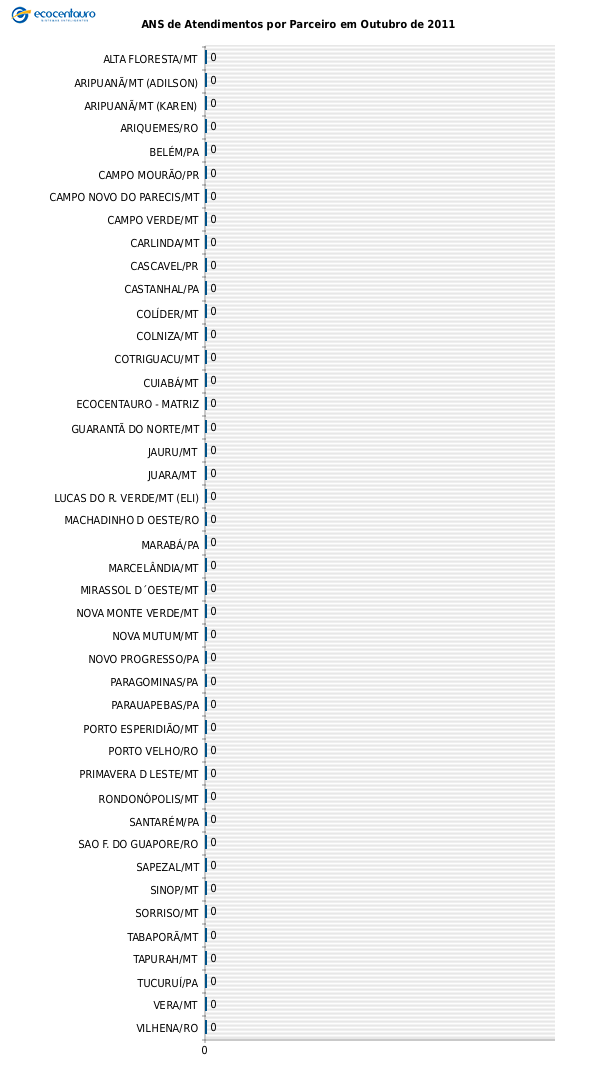 ecocentauro
ANS de Atendimentos por Parceiro em Outubro de 2011
ALTA FLORESTA/MT 0
ARIPUANÃ/MT (ADILSON) 0
ARIPUANÃ/MT (KAREN) 0
ARIQUEMES/RO 0
BELÉM/PA 0
CAMPO MOURÃO/PR 0
CAMPO NOVO DO PARECIS/MT 0
CAMPO VERDE/MT 0
CARLINDA/MT 0
CASCAVEL/PR 0
CASTANHAL/PA 0
COLÍDER/MT 0
COLNIZA/MT 0
COTRIGUACU/MT 0
CUIABÁ/MT 0
ECOCENTAURO - MATRIZ 0
GUARANTÃ DO NORTE/MT 0
JAURU/MT 0
JUARA/MT 0
LUCAS DO R. VERDE/MT (ELI) 0
MACHADINHO D OESTE/RO 0
MARABÁ/PA 0
MARCELÂNDIA/MT 0
MIRASSOL D´OESTE/MT 0
NOVA MONTE VERDE/MT 0
NOVA MUTUM/MT 0
NOVO PROGRESSO/PA 0
PARAGOMINAS/PA 0
PARAUAPEBAS/PA 0
PORTO ESPERIDIÃO/MT 0
PORTO VELHO/RO 0
PRIMAVERA D LESTE/MT 0
RONDONÓPOLIS/MT 0
SANTARÉM/PA 0
SAO F. DO GUAPORE/RO 0
SAPEZAL/MT 0
SINOP/MT 0
SORRISO/MT 0
TABAPORÃ/MT 0
TAPURAH/MT 0
TUCURUÍ/PA 0
VERA/MT 0
VILHENA/RO 0
0